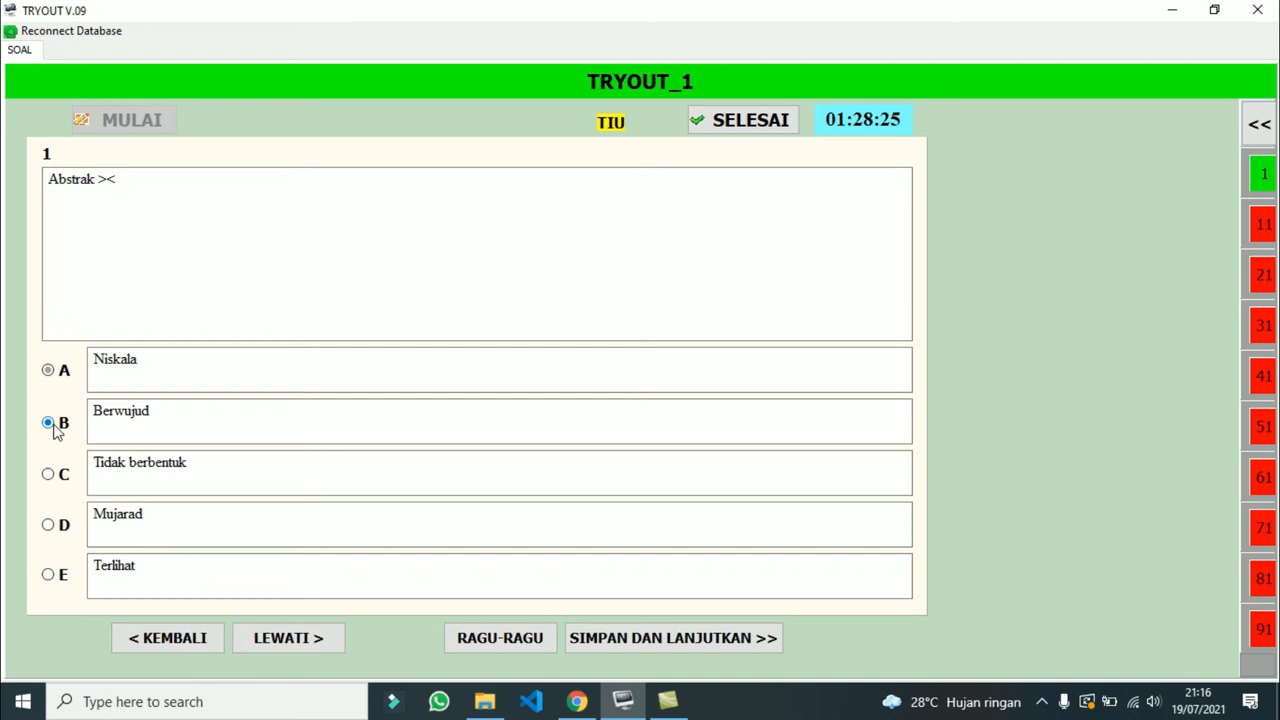 TRYOUT V.09
Reconnect Database
SOAL
TRYOUT_1
MULAI
TIU
SELESAI
01:28:25
<<
1
Abstrak ><
A
Niskala
B
Berwujud
C
Tidak berbentuk
D
Mujarad
E
Terlihat
1
11
21
31
41
51
61
71
81
91
< KEMBALI
LEWATI >
RAGU-RAGU
SIMPAN DAN LANJUTKAN >>
Type here to search
28°C Hujan ringan
21:16
19/07/2021